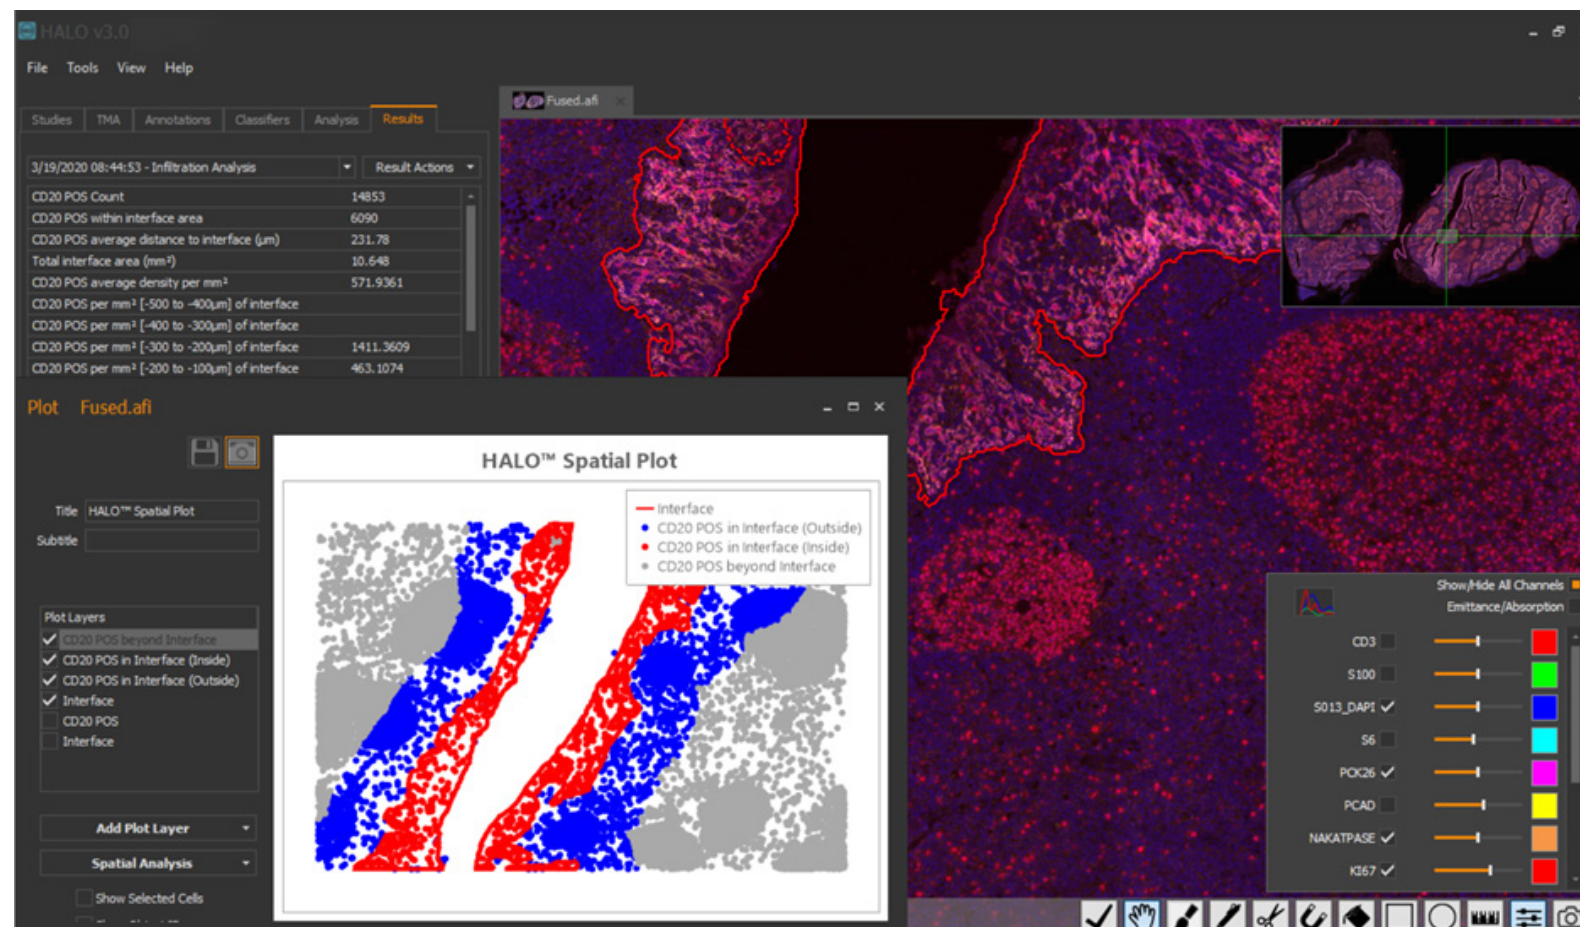 HALO v3.0
File Tools View Help
Fused.afi
Studies TMA Annotations Classifiers Analysis Results
3/19/2020 08:44:53 - Infiltration Analysis Result Actions
CD20 POS Count 14853
CD20 POS within interface area 6090
CD20 POS average distance to interface (µm) 231.78
Total interface area (mm²) 10.648
CD20 POS average density per mm² 571.9361
CD20 POS per mm² [-500 to -400µm] of interface
CD20 POS per mm² [-400 to -300µm] of interface
CD20 POS per mm² [-300 to -200µm] of interface 1411.3609
CD20 POS per mm² [-200 to -100µm] of interface 463.1074
Plot Fused.afi
Title HALO™ Spatial Plot
Subtitle
Plot Layers
CD20 POS beyond Interface
CD20 POS in Interface (Inside)
CD20 POS in Interface (Outside)
Interface
CD20 POS
Interface
Add Plot Layer
Spatial Analysis
Show Selected Cells
HALO™ Spatial Plot
Interface
CD20 POS in Interface (Outside)
CD20 POS in Interface (Inside)
CD20 POS beyond Interface
Show/Hide All Channels
Emittance/Absorption
CD3
S100
S013_DAPI
S6
PCK26
PCAD
NAKATPASE
KI67